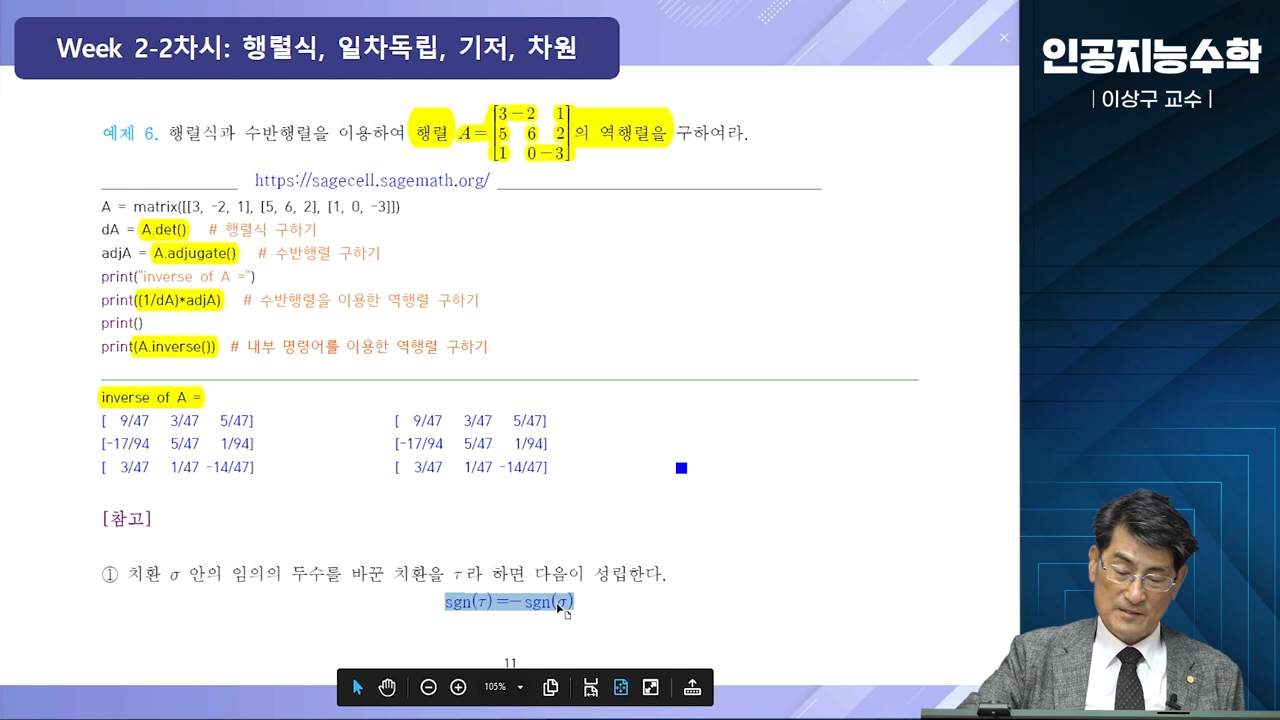 Week 2-2차시: 행렬식, 일차독립, 기저, 차원
인공지능수학
| 이상구 교수 |
예제 6. 행렬식과 수반행렬을 이용하여 행렬 A = [3 −2 1; 5 6 2; 1 0 −3]의 역행렬을 구하여라.
https://sagecell.sagemath.org/
A = matrix([[3, -2, 1], [5, 6, 2], [1, 0, -3]])
dA = A.det() # 행렬식 구하기
adjA = A.adjugate() # 수반행렬 구하기
print("inverse of A =")
print((1/dA)*adjA) # 수반행렬을 이용한 역행렬 구하기
print()
print(A.inverse()) # 내부 명령어를 이용한 역행렬 구하기
inverse of A =
[ 9/47 3/47 5/47] [ 9/47 3/47 5/47]
[-17/94 5/47 1/94] [-17/94 5/47 1/94]
[ 3/47 1/47 -14/47] [ 3/47 1/47 -14/47]
[참고]
① 치환 σ 안의 임의의 두수를 바꾼 치환을 τ라 하면 다음이 성립한다.
sgn(τ) =− sgn(σ)
11
105%